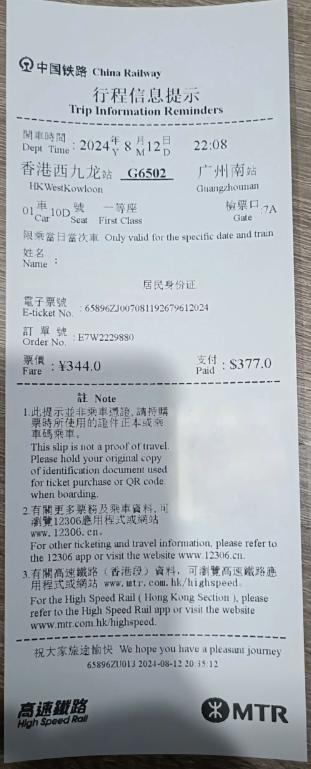 中国铁路 China Railway
行程信息提示
Trip Information Reminders
開車時間
Dept Time : 2024年Y 8月M 12日D 22:08
香港西九龙站 G6502 广州南站
HKWestKowloon Guangzhounan
01車Car 10D號Seat 一等座 First Class 檢票口:7A Gate
限乘當日當次車 Only valid for the specific date and train
姓名
Name :
居民身份证
電子票號
E-ticket No. : 65896ZJ007081192679612024
訂單號
Order No. : E7W2229880
票價 : ¥344.0 支付 : $377.0
Fare Paid
註 Note
1.此提示並非乘車憑證,請持購
票時所使用的證件正本或乘
車碼乘車。
This slip is not a proof of travel.
Please hold your original copy
of identification document used
for ticket purchase or QR code
when boarding.
2.有關更多票務及乘車資料,可
瀏覽12306應用程式或網站
www.12306.cn。
For other ticketing and travel information, please refer to
the 12306 app or visit the website www.12306.cn.
3.有關高速鐵路（香港段）資料，可瀏覽高速鐵路應
用程式或網站 www.mtr.com.hk/highspeed.
For the High Speed Rail ( Hong Kong Section ), please
refer to the High Speed Rail app or visit the website
www.mtr.com.hk/highspeed.
祝大家旅途愉快 We hope you have a pleasant journey
65896ZU013 2024-08-12 20:35:12
高速鐵路
High Speed Rail
MTR